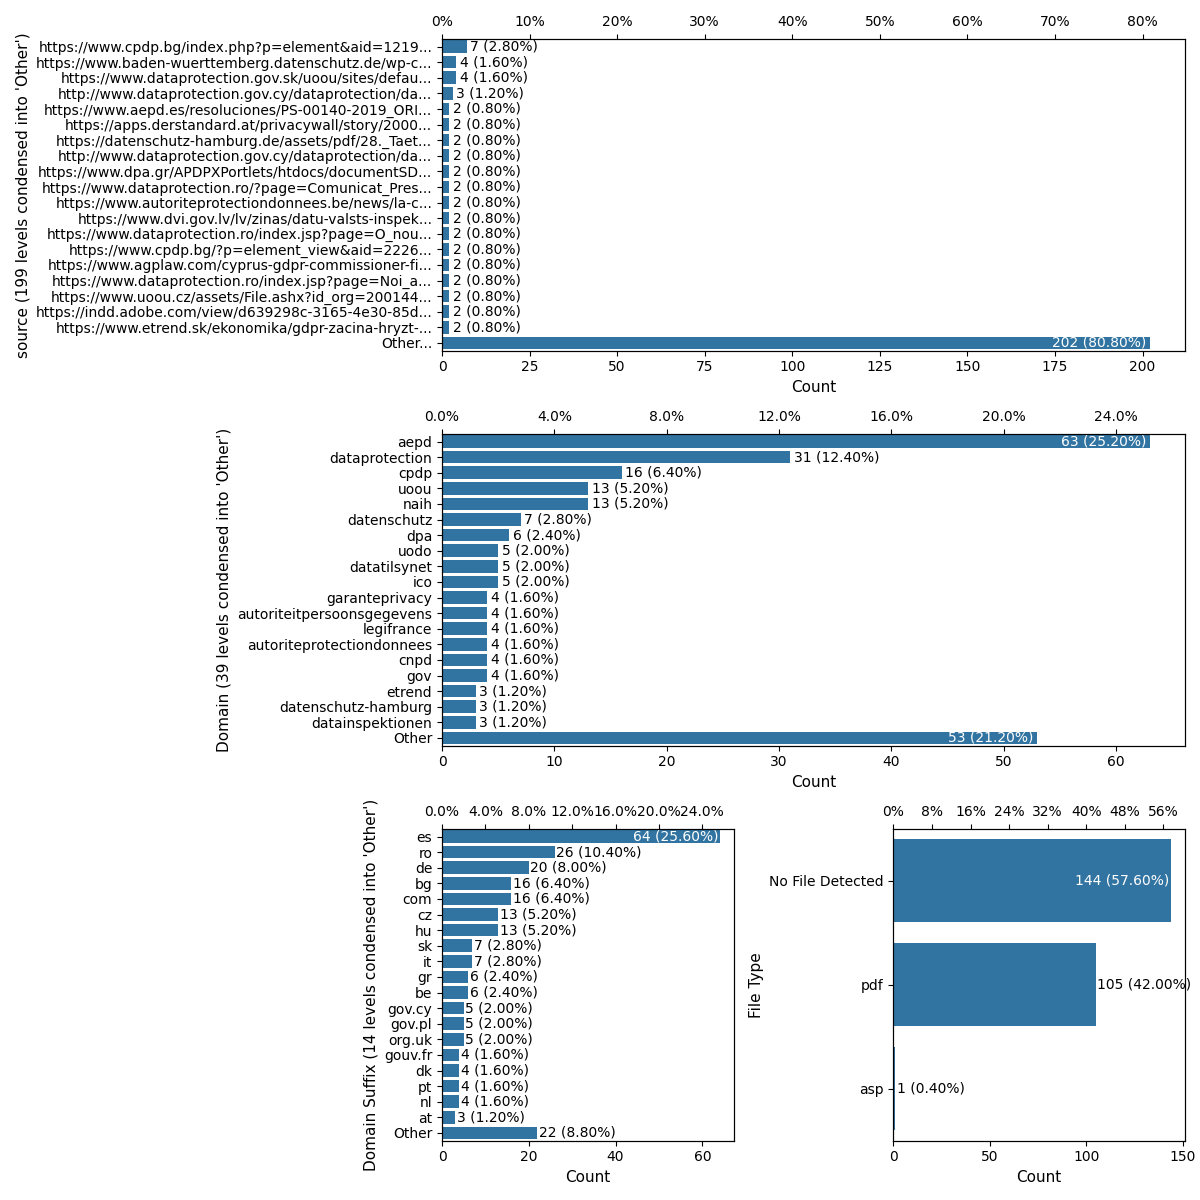 0% 10% 20% 30% 40% 50% 60% 70% 80%
source (199 levels condensed into 'Other')
https://www.cpdp.bg/index.php?p=element&aid=1219... 7 (2.80%)
https://www.baden-wuerttemberg.datenschutz.de/wp-c... 4 (1.60%)
https://www.dataprotection.gov.sk/uoou/sites/defau... 4 (1.60%)
http://www.dataprotection.gov.cy/dataprotection/da... 3 (1.20%)
https://www.aepd.es/resoluciones/PS-00140-2019_ORI... 2 (0.80%)
https://apps.derstandard.at/privacywall/story/2000... 2 (0.80%)
https://datenschutz-hamburg.de/assets/pdf/28._Taet... 2 (0.80%)
http://www.dataprotection.gov.cy/dataprotection/da... 2 (0.80%)
https://www.dpa.gr/APDPXPortlets/htdocs/documentSD... 2 (0.80%)
https://www.dataprotection.ro/?page=Comunicat_Pres... 2 (0.80%)
https://www.autoriteprotectiondonnees.be/news/la-c... 2 (0.80%)
https://www.dvi.gov.lv/lv/zinas/datu-valsts-inspek... 2 (0.80%)
https://www.dataprotection.ro/index.jsp?page=O_nou... 2 (0.80%)
https://www.cpdp.bg/?p=element_view&aid=2226... 2 (0.80%)
https://www.agplaw.com/cyprus-gdpr-commissioner-fi... 2 (0.80%)
https://www.dataprotection.ro/index.jsp?page=Noi_a... 2 (0.80%)
https://www.uoou.cz/assets/File.ashx?id_org=200144... 2 (0.80%)
https://indd.adobe.com/view/d639298c-3165-4e30-85d... 2 (0.80%)
https://www.etrend.sk/ekonomika/gdpr-zacina-hryzt-... 2 (0.80%)
Other... 202 (80.80%)
0 25 50 75 100 125 150 175 200
Count
0.0% 4.0% 8.0% 12.0% 16.0% 20.0% 24.0%
Domain (39 levels condensed into 'Other')
aepd 63 (25.20%)
dataprotection 31 (12.40%)
cpdp 16 (6.40%)
uoou 13 (5.20%)
naih 13 (5.20%)
datenschutz 7 (2.80%)
dpa 6 (2.40%)
uodo 5 (2.00%)
datatilsynet 5 (2.00%)
ico 5 (2.00%)
garanteprivacy 4 (1.60%)
autoriteitpersoonsgegevens 4 (1.60%)
legifrance 4 (1.60%)
autoriteprotectiondonnees 4 (1.60%)
cnpd 4 (1.60%)
gov 4 (1.60%)
etrend 3 (1.20%)
datenschutz-hamburg 3 (1.20%)
datainspektionen 3 (1.20%)
Other 53 (21.20%)
0 10 20 30 40 50 60
Count
0.0% 4.0% 8.0% 12.0% 16.0% 20.0% 24.0%
Domain Suffix (14 levels condensed into 'Other')
es 64 (25.60%)
ro 26 (10.40%)
de 20 (8.00%)
bg 16 (6.40%)
com 16 (6.40%)
cz 13 (5.20%)
hu 13 (5.20%)
sk 7 (2.80%)
it 7 (2.80%)
gr 6 (2.40%)
be 6 (2.40%)
gov.cy 5 (2.00%)
gov.pl 5 (2.00%)
org.uk 5 (2.00%)
gouv.fr 4 (1.60%)
dk 4 (1.60%)
pt 4 (1.60%)
nl 4 (1.60%)
at 3 (1.20%)
Other 22 (8.80%)
0 20 40 60
Count
0% 8% 16% 24% 32% 40% 48% 56%
File Type
No File Detected 144 (57.60%)
pdf 105 (42.00%)
asp 1 (0.40%)
0 50 100 150
Count